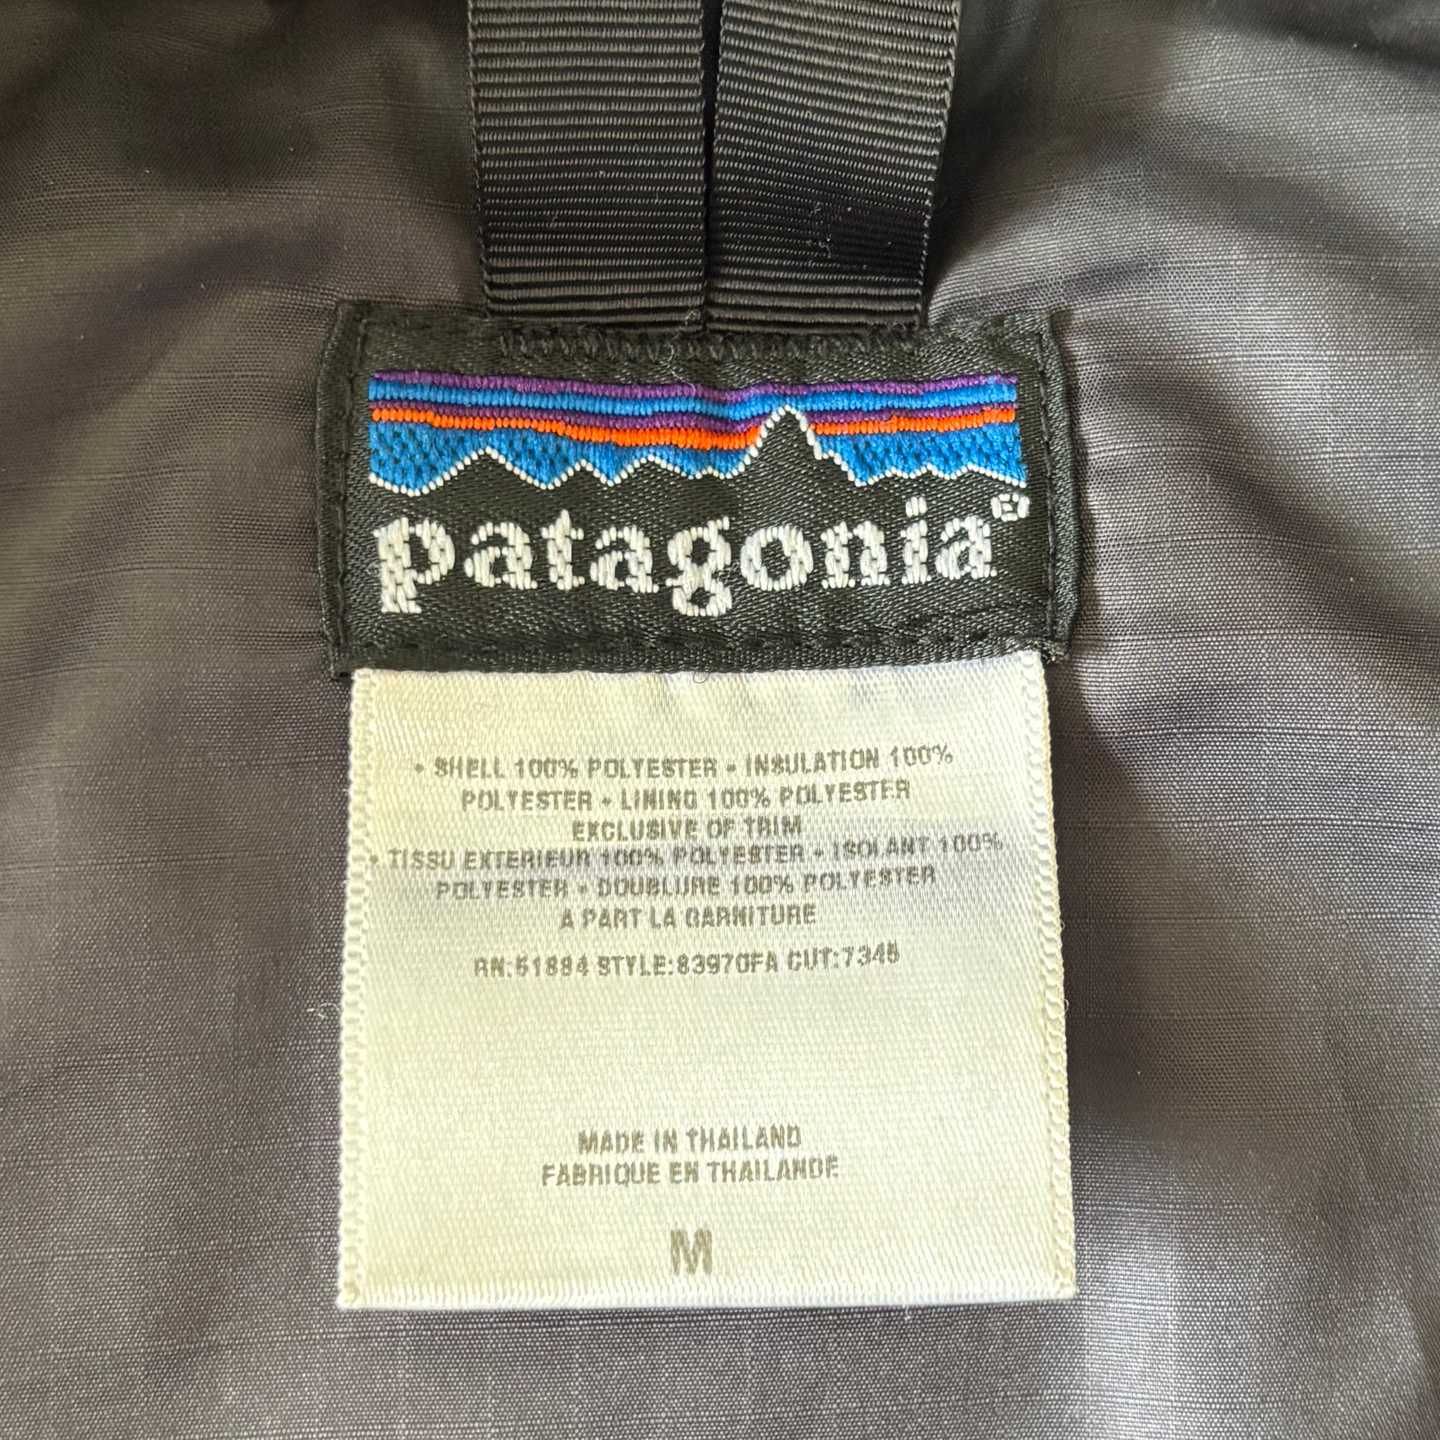 patagonia®
• SHELL 100% POLYESTER • INSULATION 100%
POLYESTER • LINING 100% POLYESTER
EXCLUSIVE OF TRIM
• TISSU EXTERIEUR 100% POLYESTER • ISOLANT 100%
POLYESTER • DOUBLURE 100% POLYESTER
A PART LA GARNITURE
RN:51884 STYLE:83970FA CUT:7345
MADE IN THAILAND
FABRIQUE EN THAILANDE
M